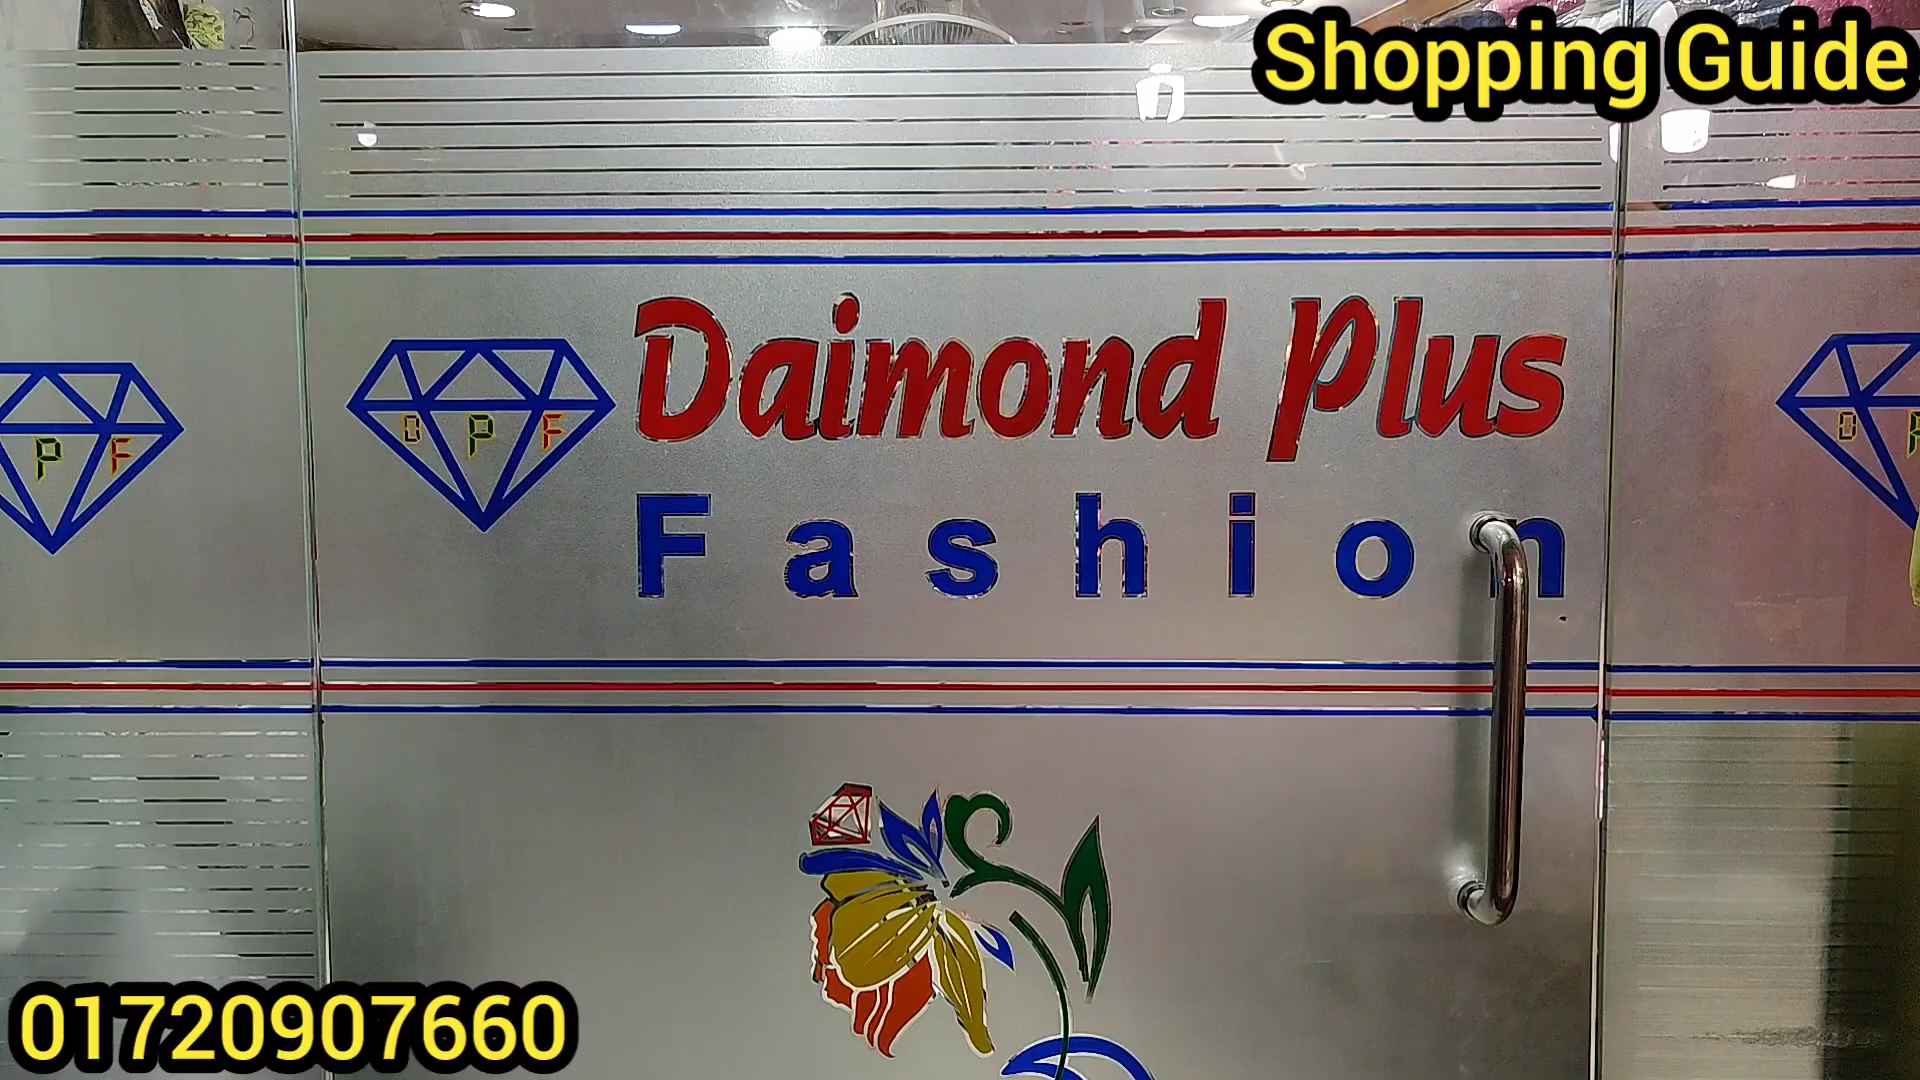 Shopping Guide
Daimond Plus
D P F
P F
D
Fashion
01720907660